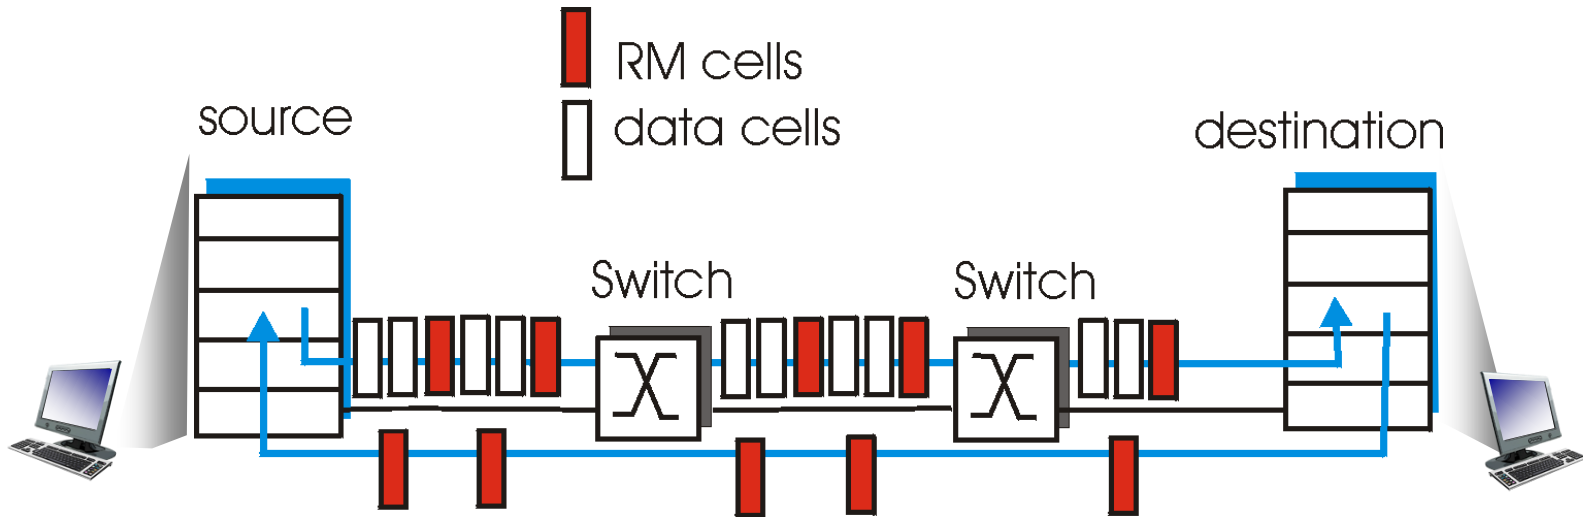 RM cells
data cells
source
destination
Switch
Switch